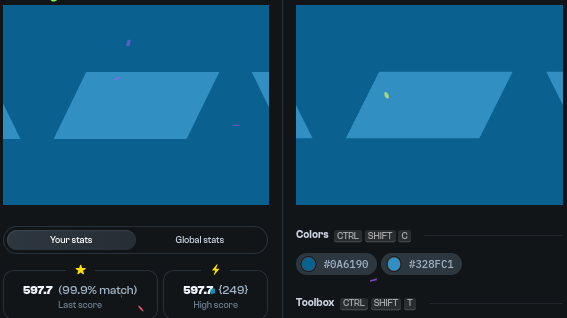 Your stats
Global stats
597.7 (99.9% match)
Last score
597.7 {249}
High score
Colors CTRL SHIFT C
#0A6190
#328FC1
Toolbox CTRL SHIFT T